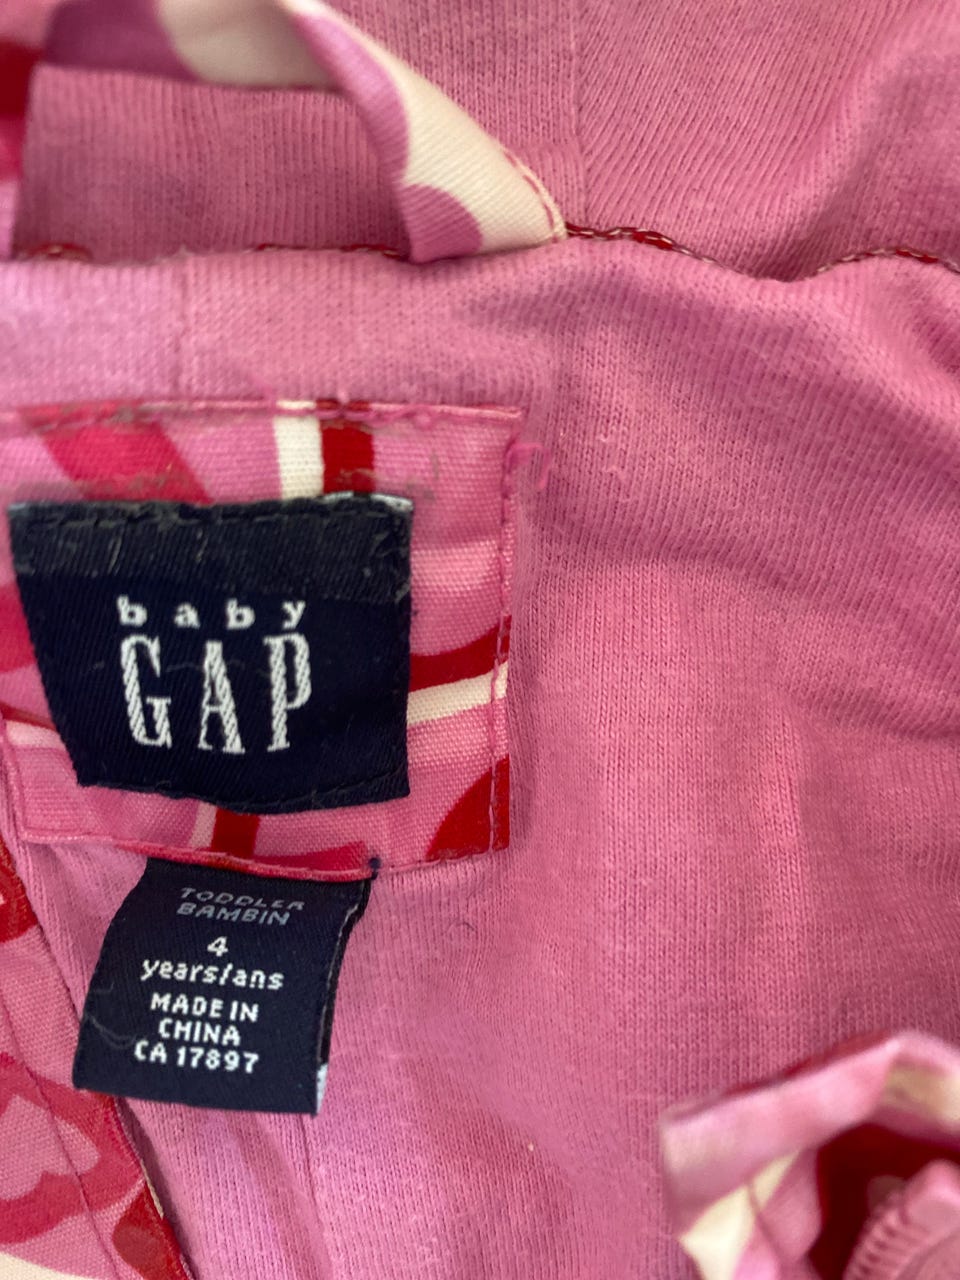 baby
GAP
TODDLER
BAMBIN
4
years/ans
MADE IN
CHINA
CA 17897